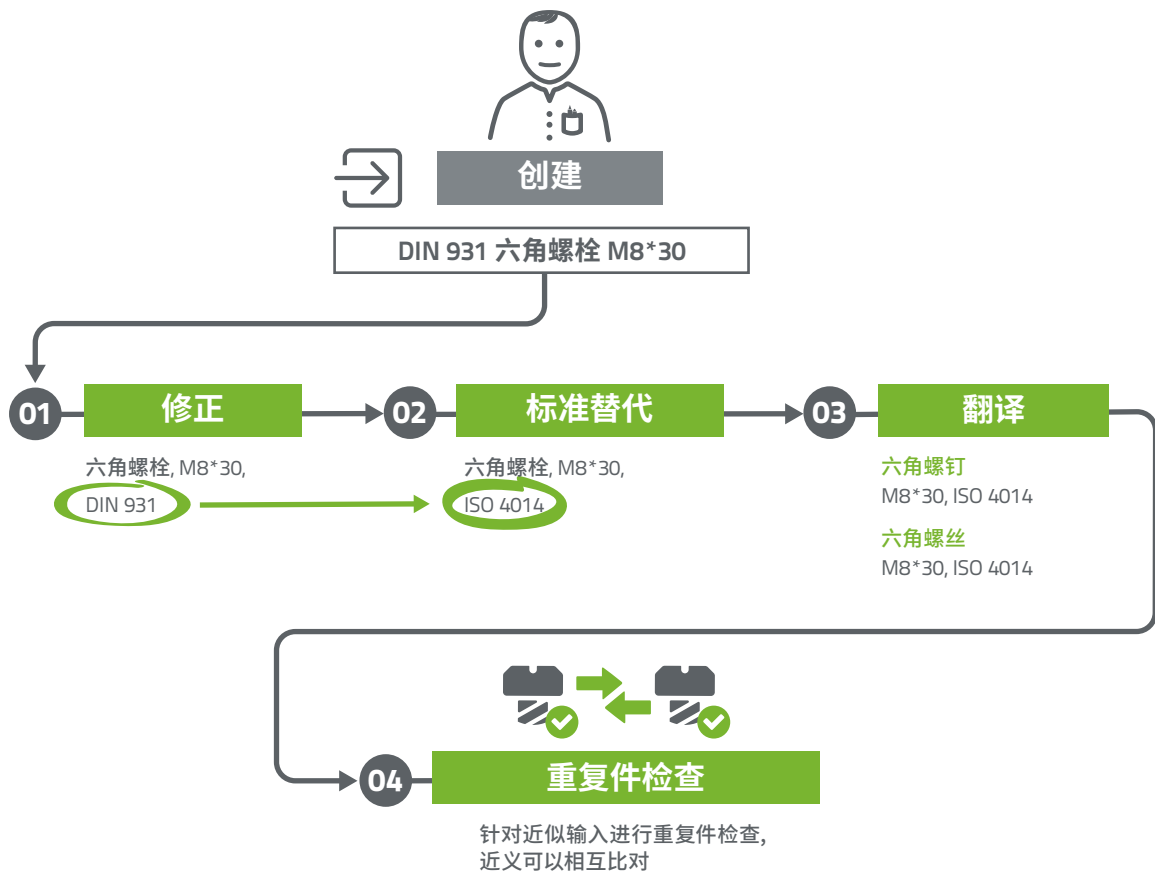 创建
DIN 931 六角螺栓 M8*30
01
修正
02
标准替代
03
翻译
六角螺栓, M8*30,
DIN 931
六角螺栓, M8*30,
ISO 4014
六角螺钉
M8*30, ISO 4014
六角螺丝
M8*30, ISO 4014
04
重复件检查
针对近似输入进行重复件检查,
近义可以相互比对